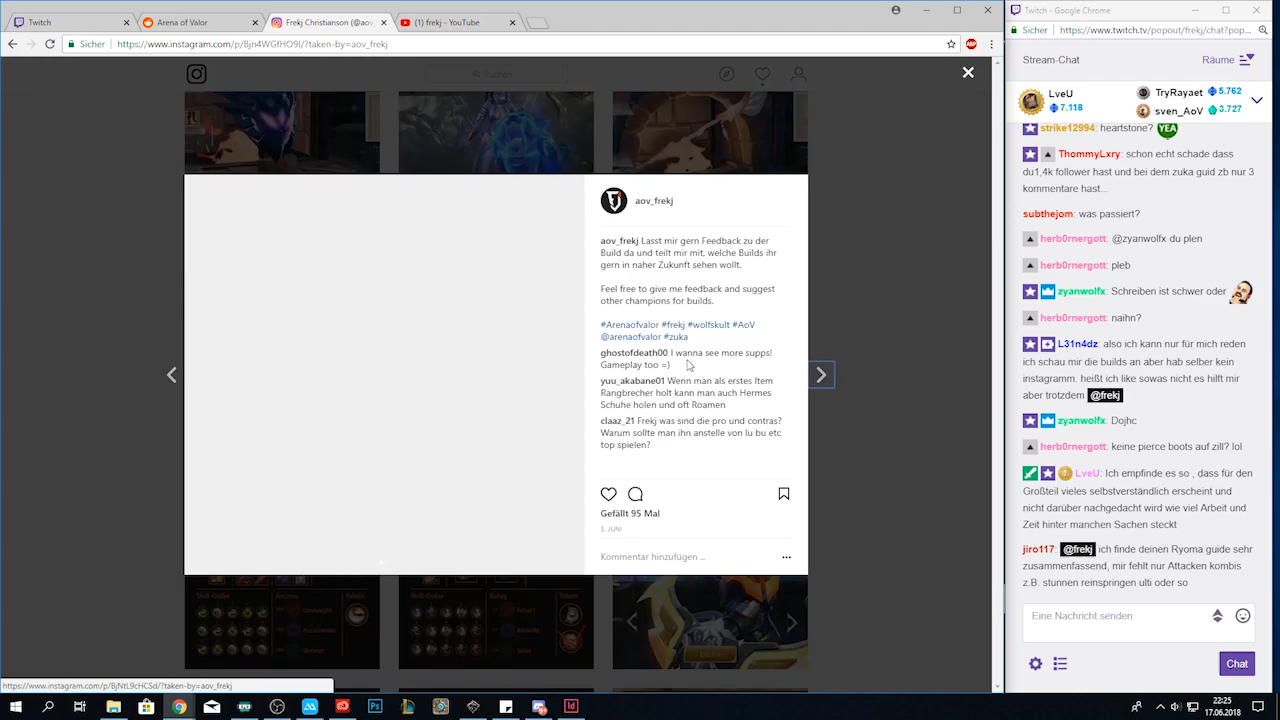 Twitch
Arena of Valor
Frekj Christianson (@aov
(1) frekj - YouTube
Sicher
https://www.instagram.com/p/Bjn4WGfHO9l/?taken-by=aov_frekj
ABP
Suchen
aov_frekj
aov_frekj Lasst mir gern Feedback zu der
Build da und teilt mir mit, welche Builds ihr
gern in naher Zukunft sehen wollt.
Feel free to give me feedback and suggest
other champions for builds.
#Arenaofvalor #frekj #wolfskult #AoV
@arenaofvalor #zuka
ghostofdeath00 I wanna see more supps!
Gameplay too =)
yuu_akabane01 Wenn man als erstes Item
Rangbrecher holt kann man auch Hermes
Schuhe holen und oft Roamen
claaz_21 Frekj was sind die pro und contras?
Warum sollte man ihn anstelle von lu bu etc
top spielen?
Gefällt 95 Mal
5. JUNI
Kommentar hinzufügen ...
https://www.instagram.com/p/BjNtL9cHCSd/?taken-by=aov_frekj
Twitch - Google Chrome
Sicher
https://www.twitch.tv/popout/frekj/chat?pop...
Stream-Chat
Räume
LveU
7.118
TryRayaet
5.762
sven_AoV
3.727
strike12994: heartstone? YEA
ThommyLxry: schon echt schade dass
du1,4k follower hast und bei dem zuka guid zb nur 3
kommentare hast...
subthejom: was passiert?
herb0rnergott: @zyanwolfx du plen
herb0rnergott: pleb
zyanwolfx: Schreiben ist schwer oder
herb0rnergott: naihn?
L31n4dz: also ich kann nur für mich reden
ich schau mir die builds an aber hab selber kein
instagramm. heißt ich like sowas nicht es hilft mir
aber trotzdem @frekj
zyanwolfx: Dojhc
herb0rnergott: keine pierce boots auf zill? lol
LveU: Ich empfinde es so , dass für den
Großteil vieles selbstverständlich erscheint und
nicht darüber nachgedacht wird wie viel Arbeit und
Zeit hinter manchen Sachen steckt
jiro117: @frekj ich finde deinen Ryoma guide sehr
zusammenfassend, mir fehlt nur Attacken kombis
z.B. stunnen reinspringen ulti oder so
Eine Nachricht senden
Chat
Ps
Id
22:25
17.06.2018